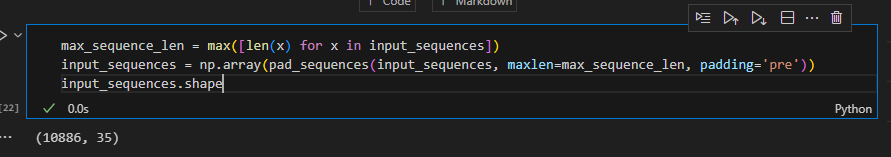 Code
Markdown
max_sequence_len = max([len(x) for x in input_sequences])
input_sequences = np.array(pad_sequences(input_sequences, maxlen=max_sequence_len, padding='pre'))
input_sequences.shape
[22]
0.0s
Python
(10886, 35)